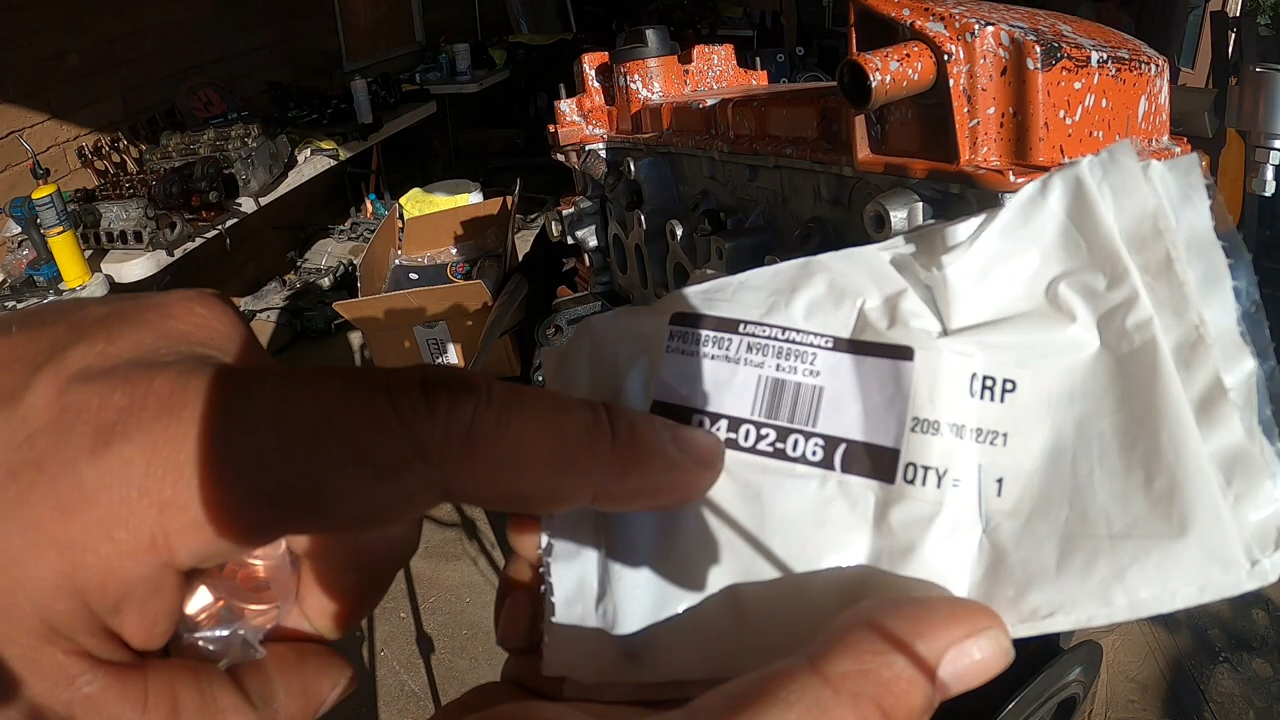 UROTUNING
N90188902 / N90188902
Exhaust Manifold Stud - 8x35 CRP
04-02-06 (
CRP
QTY = 1